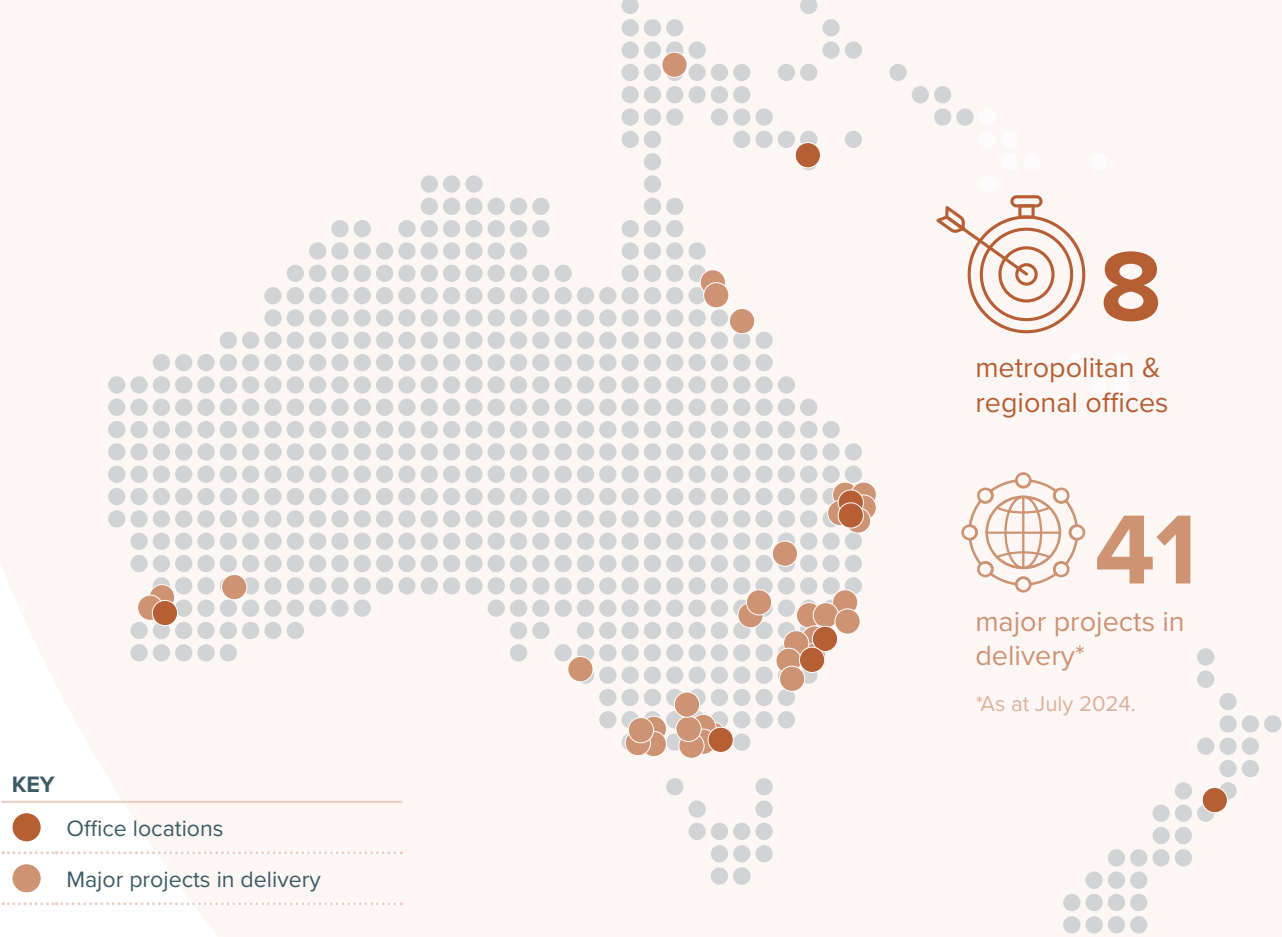 8
metropolitan &
regional offices
41
major projects in
delivery*
*As at July 2024.
KEY
Office locations
Major projects in delivery